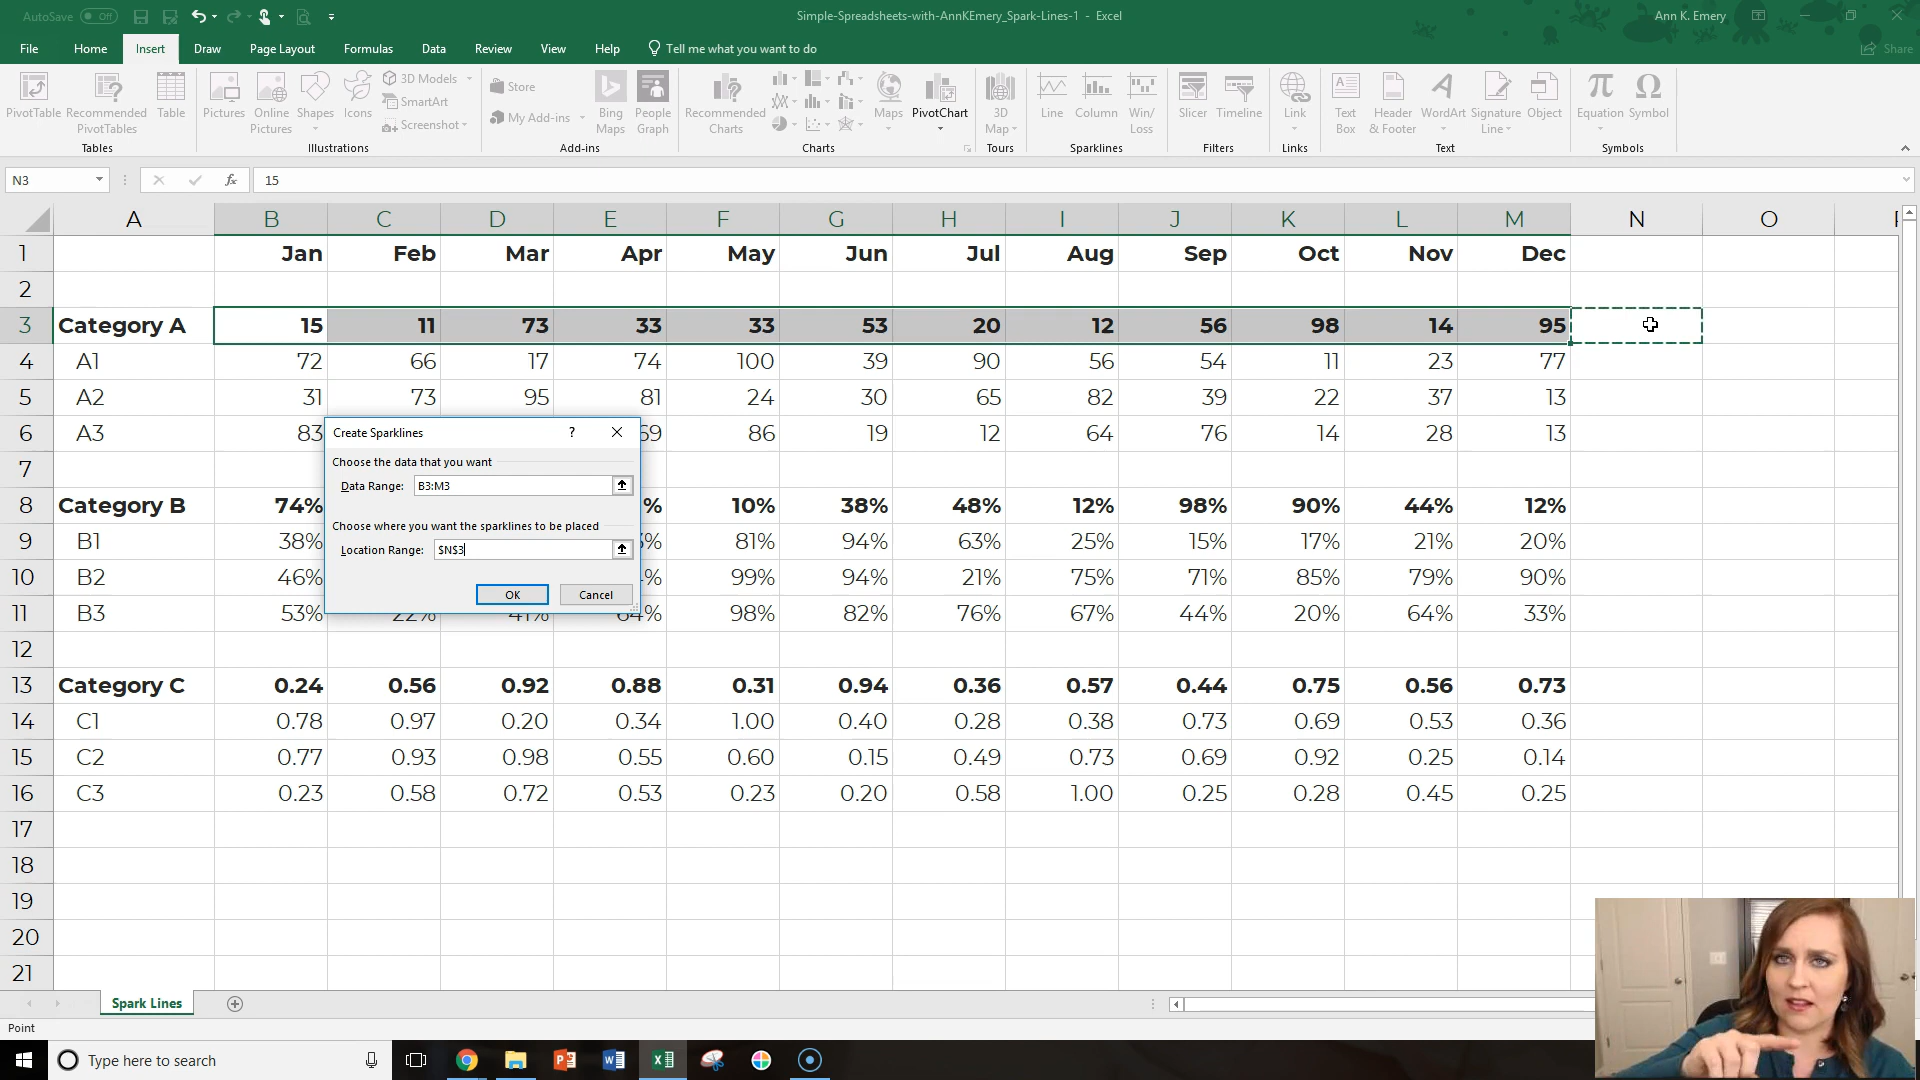 AutoSave Off
Simple-Spreadsheets-with-AnnKEmery_Spark-Lines-1 - Excel
Ann K. Emery
File Home Insert Draw Page Layout Formulas Data Review View Help Tell me what you want to do Share
PivotTable Recommended PivotTables Table
Tables
Pictures Online Pictures Shapes Icons 3D Models SmartArt Screenshot
Illustrations
Store My Add-ins Bing Maps People Graph
Add-ins
Recommended Charts Maps PivotChart
Charts
3D Map
Tours
Line Column Win/Loss
Sparklines
Slicer Timeline
Filters
Link
Links
Text Box Header & Footer WordArt Signature Line Object
Text
Equation Symbol
Symbols
N3 fx 15
A B C D E F G H I J K L M N O
1 Jan Feb Mar Apr May Jun Jul Aug Sep Oct Nov Dec
2
3 Category A 15 11 73 33 33 53 20 12 56 98 14 95
4 A1 72 66 17 74 100 39 90 56 54 11 23 77
5 A2 31 73 95 81 24 30 65 82 39 22 37 13
6 A3 83 69 86 19 12 64 76 14 28 13
7
8 Category B 74% % 10% 38% 48% 12% 98% 90% 44% 12%
9 B1 38% % 81% 94% 63% 25% 15% 17% 21% 20%
10 B2 46% % 99% 94% 21% 75% 71% 85% 79% 90%
11 B3 53% 22% 41% 64% 98% 82% 76% 67% 44% 20% 64% 33%
12
13 Category C 0.24 0.56 0.92 0.88 0.31 0.94 0.36 0.57 0.44 0.75 0.56 0.73
14 C1 0.78 0.97 0.20 0.34 1.00 0.40 0.28 0.38 0.73 0.69 0.53 0.36
15 C2 0.77 0.93 0.98 0.55 0.60 0.15 0.49 0.73 0.69 0.92 0.25 0.14
16 C3 0.23 0.58 0.72 0.53 0.23 0.20 0.58 1.00 0.25 0.28 0.45 0.25
17
18
19
20
21
Create Sparklines ?
Choose the data that you want
Data Range: B3:M3
Choose where you want the sparklines to be placed
Location Range: $N$3
OK Cancel
Spark Lines
Point
Type here to search